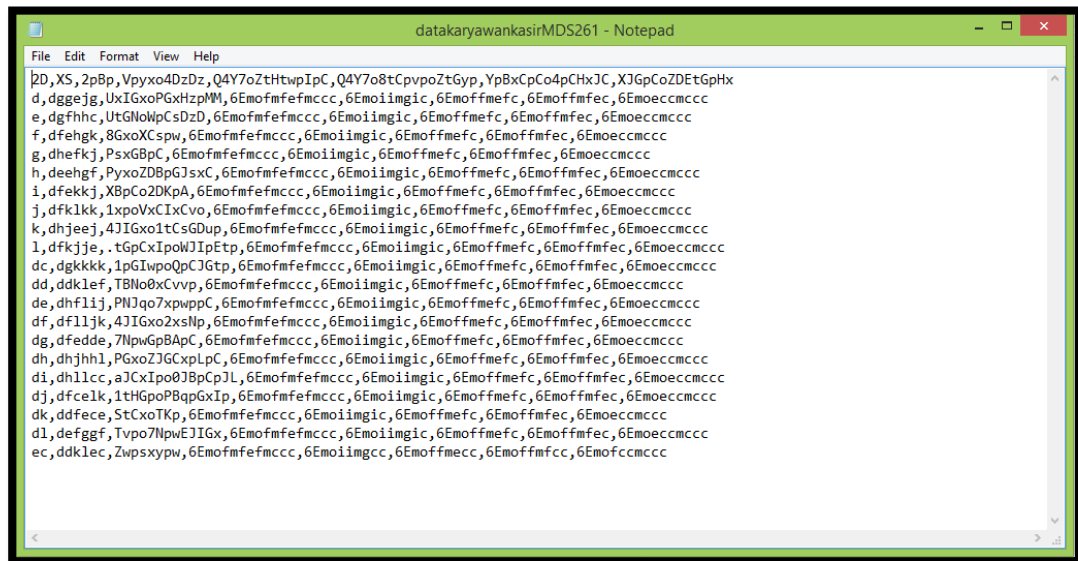 datakaryawankasirMDS261 - Notepad
File Edit Format View Help
2D,XS,2pBp,Vpyxo4DzDz,Q4Y7oZtHtwpIpC,Q4Y7o8tCpvpoZtGyp,YpBxCpCo4pCHxJC,XJGpCoZDEtGpHx
d,dggejg,UxIGxoPGxHzpMM,6Emofmfefmccc,6Emoiimgic,6Emoffmefc,6Emoffmfec,6Emoeccmccc
e,dgfhhc,UtGNoWpCsDzD,6Emofmfefmccc,6Emoiimgic,6Emoffmefc,6Emoffmfec,6Emoeccmccc
f,dfehgk,8GxoXCspw,6Emofmfefmccc,6Emoiimgic,6Emoffmefc,6Emoffmfec,6Emoeccmccc
g,dhefkj,PsxGBpC,6Emofmfefmccc,6Emoiimgic,6Emoffmefc,6Emoffmfec,6Emoeccmccc
h,deehgf,PyxoZDBpGJsxC,6Emofmfefmccc,6Emoiimgic,6Emoffmefc,6Emoffmfec,6Emoeccmccc
i,dfekkj,XBpCo2DKpA,6Emofmfefmccc,6Emoiimgic,6Emoffmefc,6Emoffmfec,6Emoeccmccc
j,dfklkk,1xpoVxCIxCvo,6Emofmfefmccc,6Emoiimgic,6Emoffmefc,6Emoffmfec,6Emoeccmccc
k,dhjeej,4JIGxo1tCsGDup,6Emofmfefmccc,6Emoiimgic,6Emoffmefc,6Emoffmfec,6Emoeccmccc
l,dfkjje,.tGpCxIpoWJIpEtp,6Emofmfefmccc,6Emoiimgic,6Emoffmefc,6Emoffmfec,6Emoeccmccc
dc,dgkkkk,1pGIwpoQpCJGtp,6Emofmfefmccc,6Emoiimgic,6Emoffmefc,6Emoffmfec,6Emoeccmccc
dd,ddklef,TBNo0xCvvp,6Emofmfefmccc,6Emoiimgic,6Emoffmefc,6Emoffmfec,6Emoeccmccc
de,dhflij,PNJqo7xpwppC,6Emofmfefmccc,6Emoiimgic,6Emoffmefc,6Emoffmfec,6Emoeccmccc
df,dflljk,4JIGxo2xsNp,6Emofmfefmccc,6Emoiimgic,6Emoffmefc,6Emoffmfec,6Emoeccmccc
dg,dfedde,7NpwGpBApC,6Emofmfefmccc,6Emoiimgic,6Emoffmefc,6Emoffmfec,6Emoeccmccc
dh,dhjhhl,PGxoZJGCxpLpC,6Emofmfefmccc,6Emoiimgic,6Emoffmefc,6Emoffmfec,6Emoeccmccc
di,dhllcc,aJCxIpo0JBpCpJL,6Emofmfefmccc,6Emoiimgic,6Emoffmefc,6Emoffmfec,6Emoeccmccc
dj,dfcelk,1tHGpoPBqpGxIp,6Emofmfefmccc,6Emoiimgic,6Emoffmefc,6Emoffmfec,6Emoeccmccc
dk,ddfece,StCxoTKp,6Emofmfefmccc,6Emoiimgic,6Emoffmefc,6Emoffmfec,6Emoeccmccc
dl,defggf,Tvpo7NpwEJIGx,6Emofmfefmccc,6Emoiimgic,6Emoffmefc,6Emoffmfec,6Emoeccmccc
ec,ddklec,Zwpsxypw,6Emofmfefmccc,6Emoiimgcc,6Emoffmecc,6Emoffmfcc,6Emofccmccc